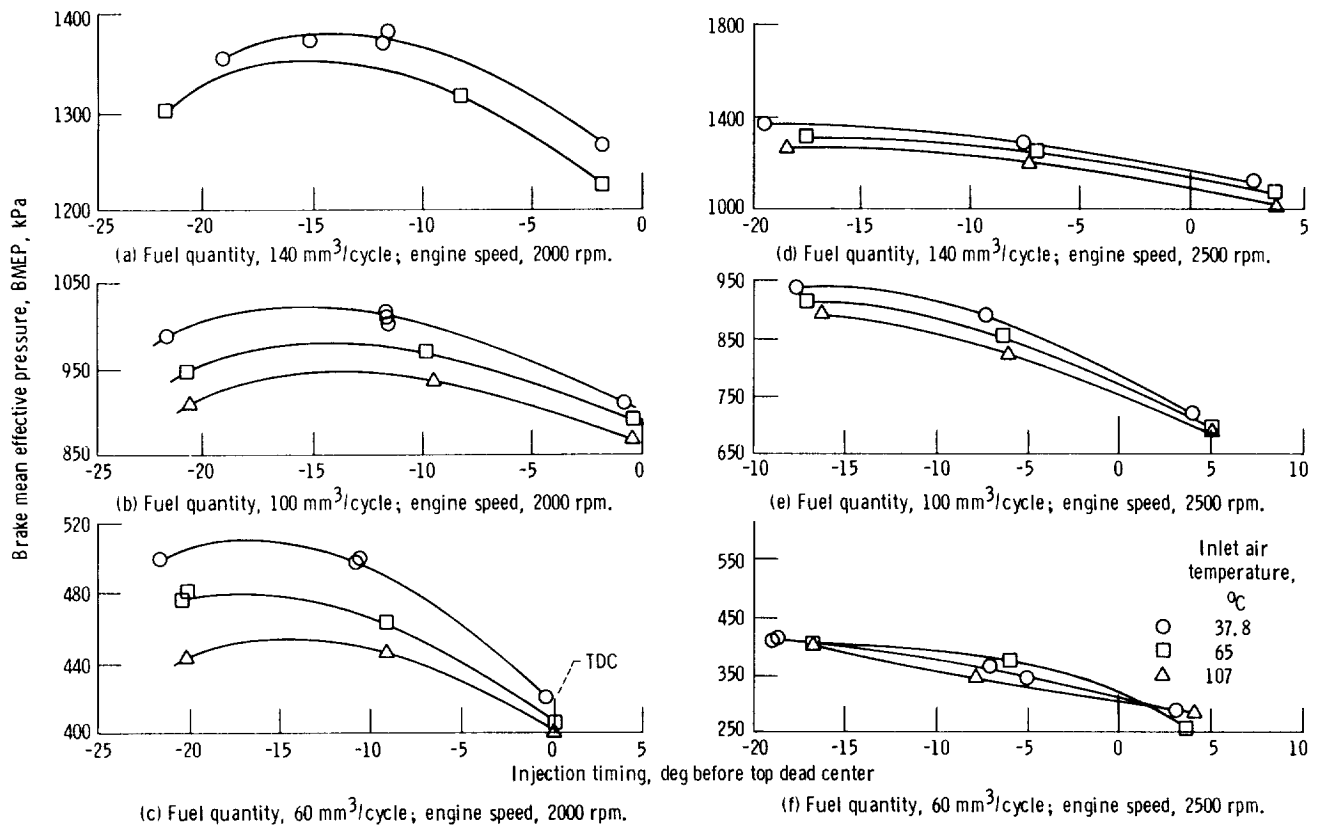 Brake mean effective pressure, BMEP, kPa
1400
1300
1200
-25 -20 -15 -10 -5 0
(a) Fuel quantity, 140 mm³/cycle; engine speed, 2000 rpm.
1050
950
850
-25 -20 -15 -10 -5 0
(b) Fuel quantity, 100 mm³/cycle; engine speed, 2000 rpm.
520
480
440
400
TDC
-25 -20 -15 -10 -5 0 5
(c) Fuel quantity, 60 mm³/cycle; engine speed, 2000 rpm.
1800
1400
1000
-20 -15 -10 -5 0 5
(d) Fuel quantity, 140 mm³/cycle; engine speed, 2500 rpm.
950
850
750
650
-10 -15 -10 -5 0 5 10
(e) Fuel quantity, 100 mm³/cycle; engine speed, 2500 rpm.
550
450
350
250
Inlet air
temperature,
°C
37.8
65
107
-20 -15 -10 -5 0 5 10
(f) Fuel quantity, 60 mm³/cycle; engine speed, 2500 rpm.
Injection timing, deg before top dead center